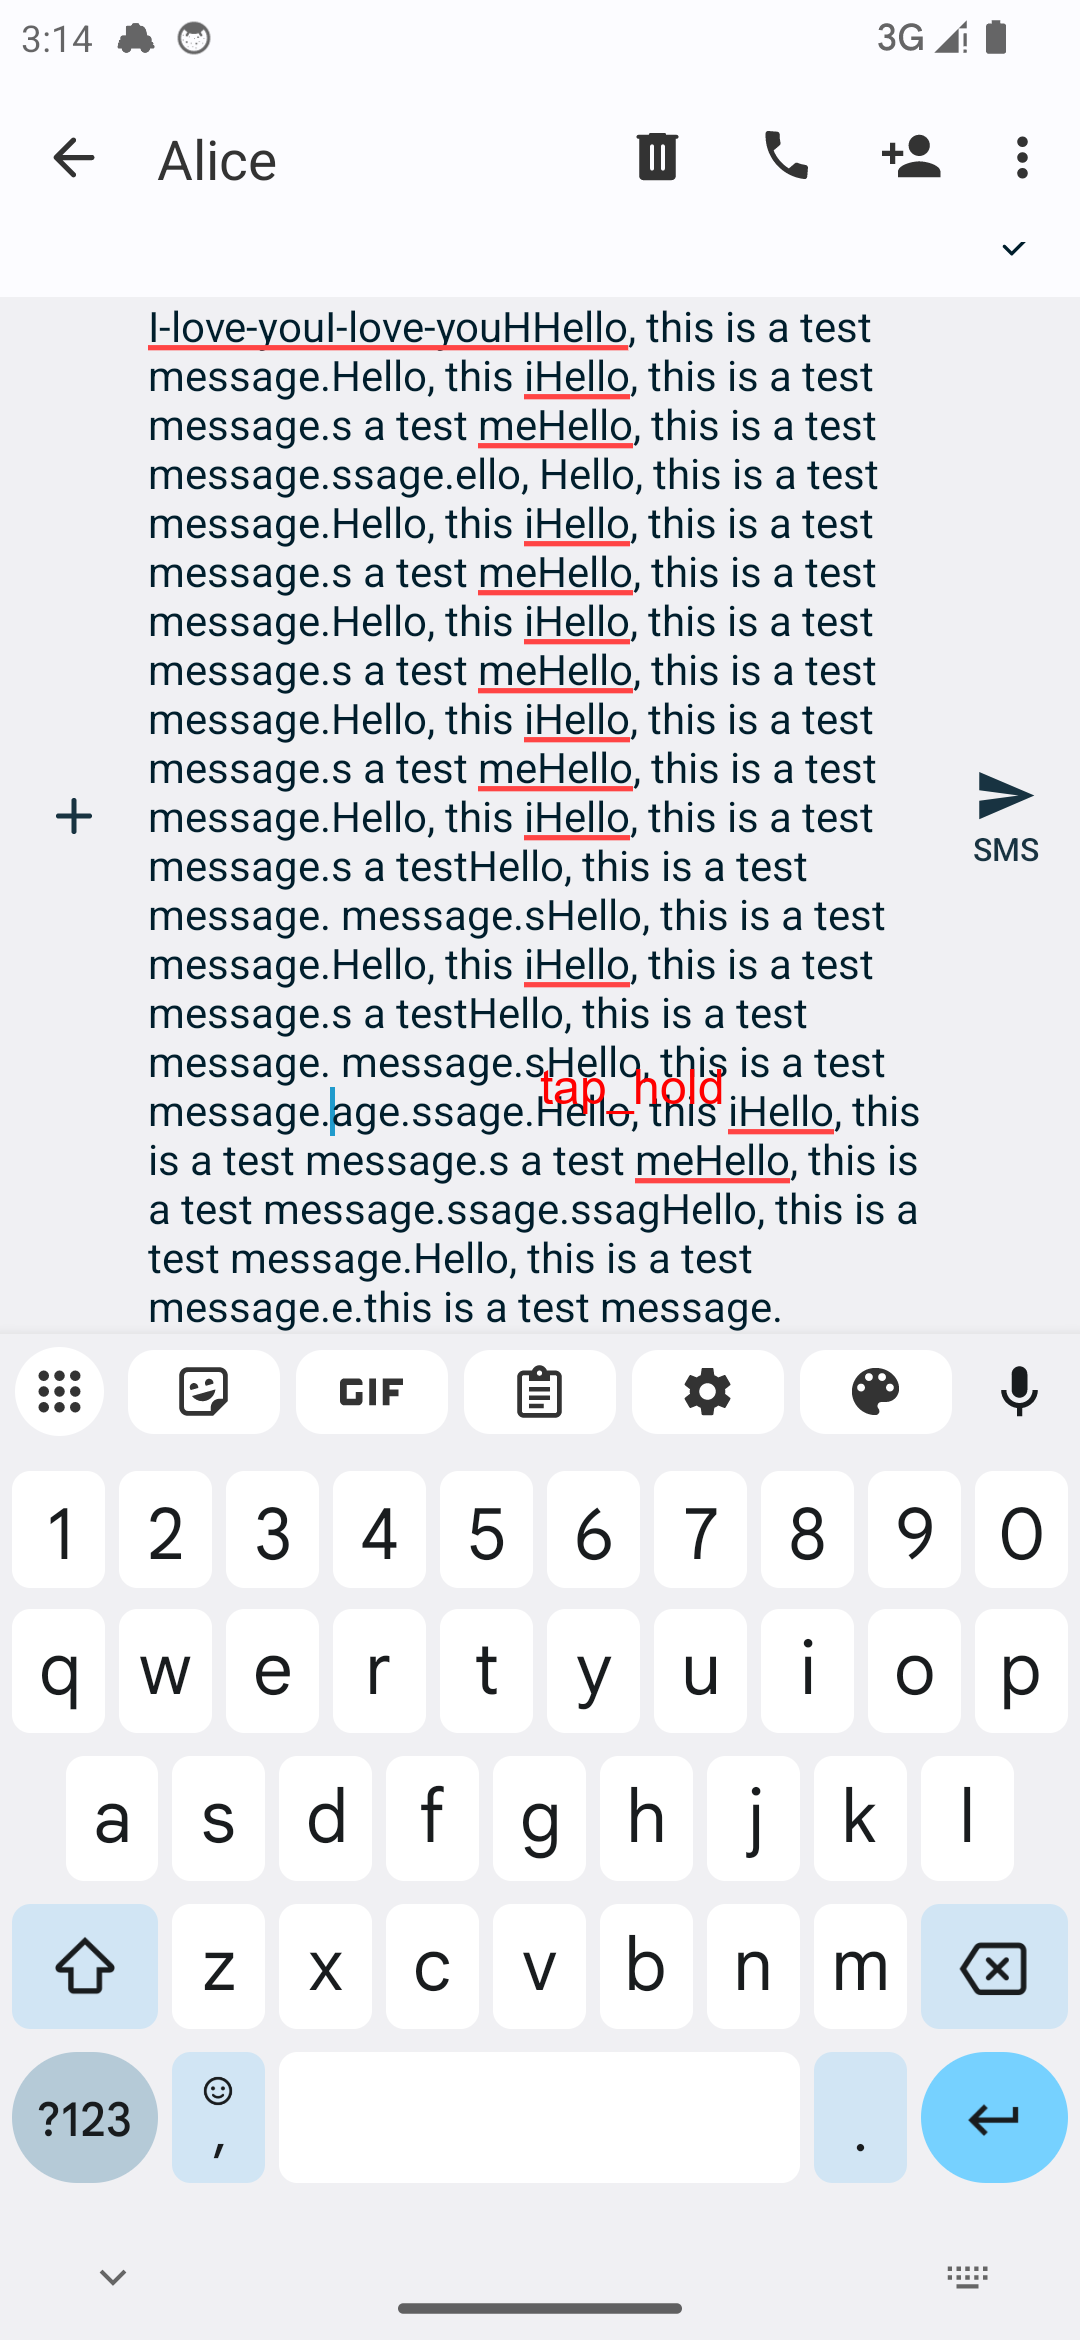 3:14
3G
Alice
I-love-youI-love-youHHello, this is a test
message.Hello, this iHello, this is a test
message.s a test meHello, this is a test
message.ssage.ello, Hello, this is a test
message.Hello, this iHello, this is a test
message.s a test meHello, this is a test
message.Hello, this iHello, this is a test
message.s a test meHello, this is a test
message.Hello, this iHello, this is a test
message.s a test meHello, this is a test
message.Hello, this iHello, this is a test
message.s a testHello, this is a test
message. message.sHello, this is a test
message.Hello, this iHello, this is a test
message.s a testHello, this is a test
message. message.sHello, this is a test
tap_hold
message.age.ssage.Hello, this iHello, this
is a test message.s a test meHello, this is
a test message.ssage.ssagHello, this is a
test message.Hello, this is a test
message.e.this is a test message.
SMS
GIF
1 2 3 4 5 6 7 8 9 0
q w e r t y u i o p
a s d f g h j k l
z x c v b n m
?123 , .